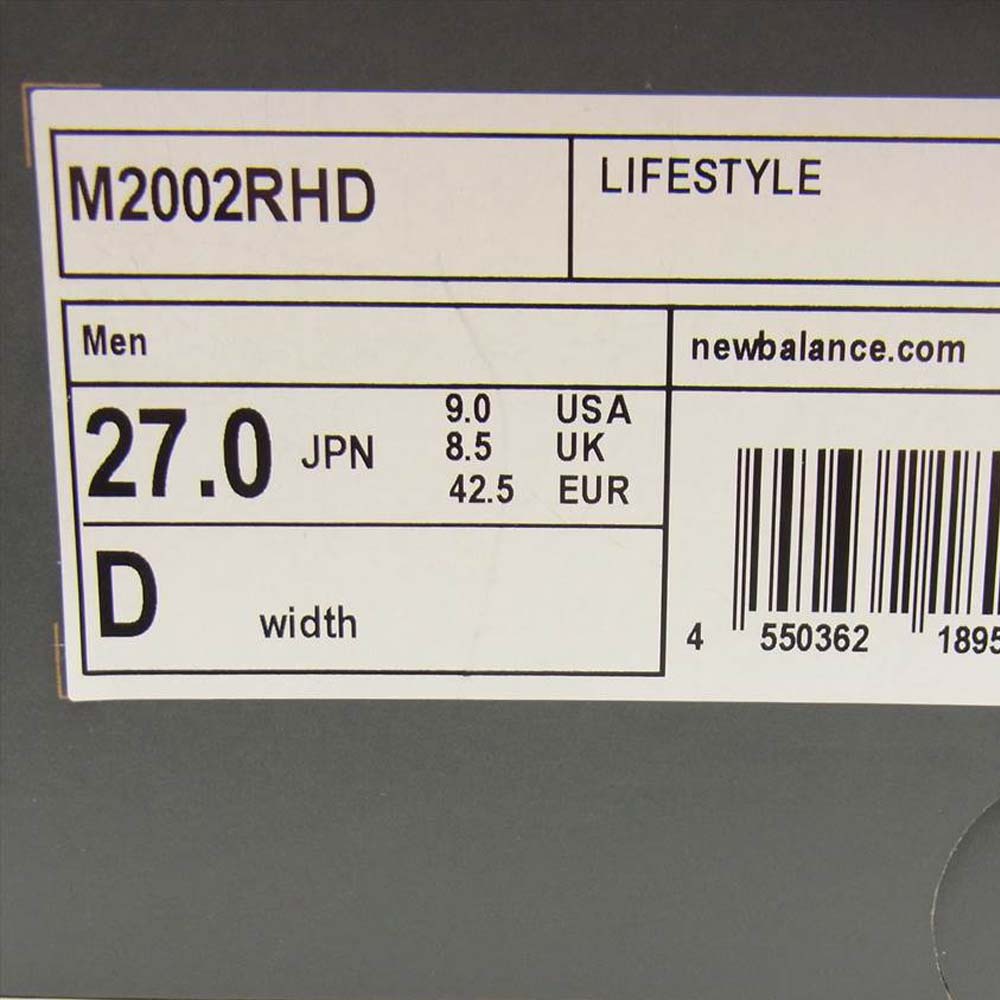 M2002RHD
LIFESTYLE
Men
newbalance.com
27.0 JPN
9.0 USA
8.5 UK
42.5 EUR
D width
4 550362 1895